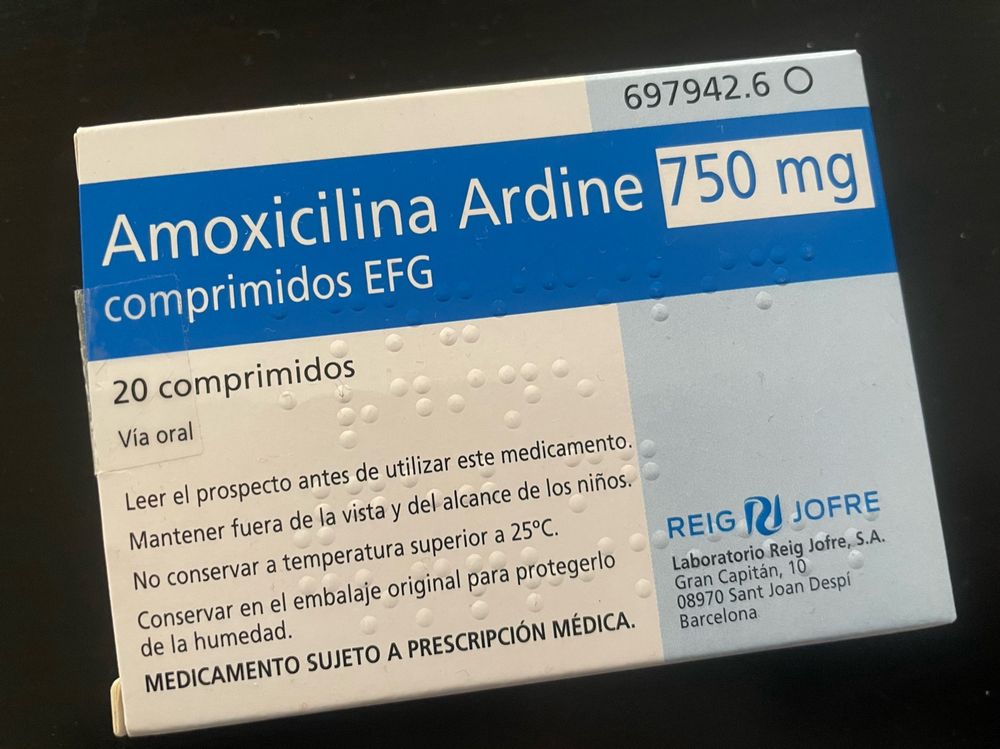 697942.6 O
Amoxicilina Ardine 750 mg
comprimidos EFG
20 comprimidos
Vía oral
Leer el prospecto antes de utilizar este medicamento.
Mantener fuera de la vista y del alcance de los niños.
No conservar a temperatura superior a 25ºC.
Conservar en el embalaje original para protegerlo
de la humedad.
MEDICAMENTO SUJETO A PRESCRIPCIÓN MÉDICA.
REIG JOFRE
Laboratorio Reig Jofre, S.A.
Gran Capitán, 10
08970 Sant Joan Despí
Barcelona